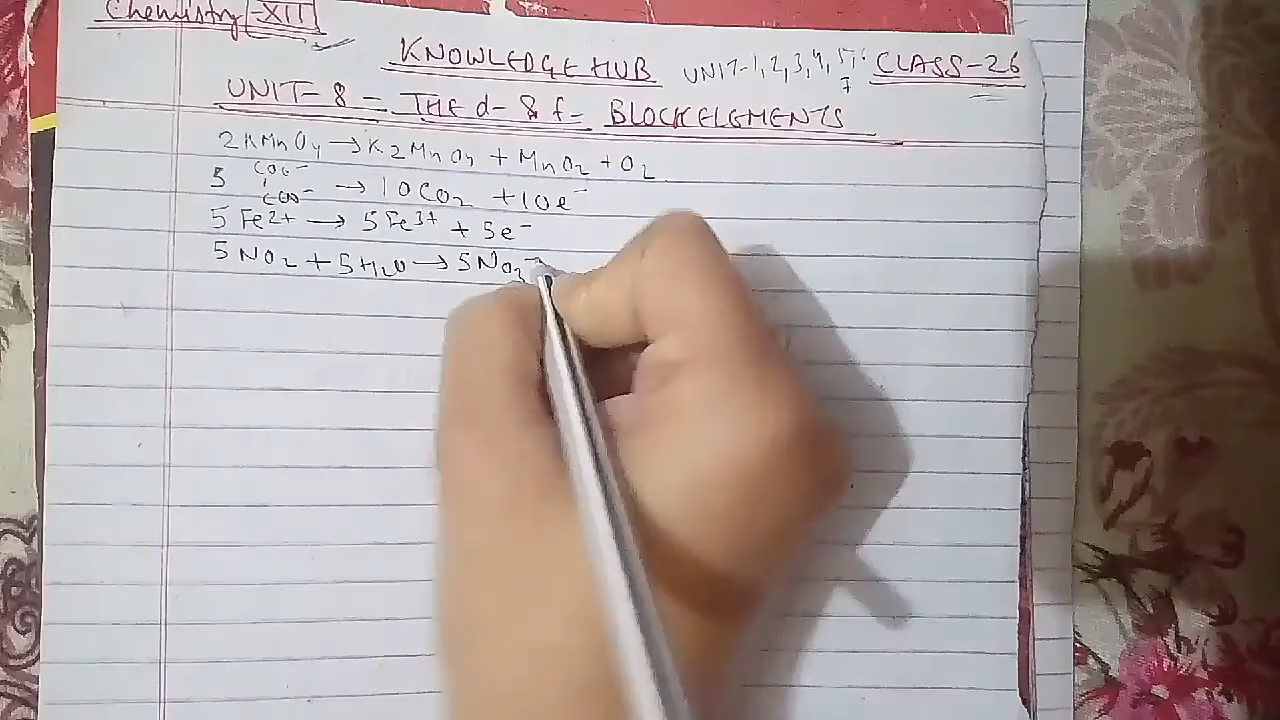 Chemistry-XII
KNOWLEDGE HUB UNIT-1,2,3,4,5,6 CLASS-26
7
UNIT-8 = THE d- & f- BLOCK ELEMENTS
2KMnO4 → K2MnO4 + MnO2 + O2
5 COO⁻ → 10CO2 + 10e⁻
COO⁻
5Fe2+ → 5Fe3+ + 5e⁻
5NO2 + 5H2O → 5NO3⁻